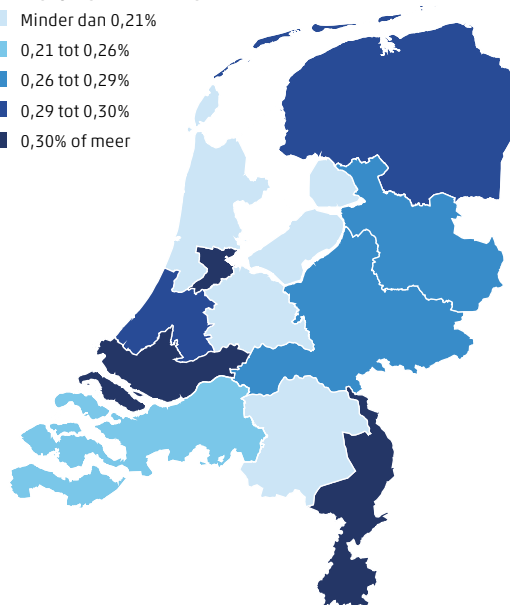 Minder dan 0,21%
0,21 tot 0,26%
0,26 tot 0,29%
0,29 tot 0,30%
0,30% of meer